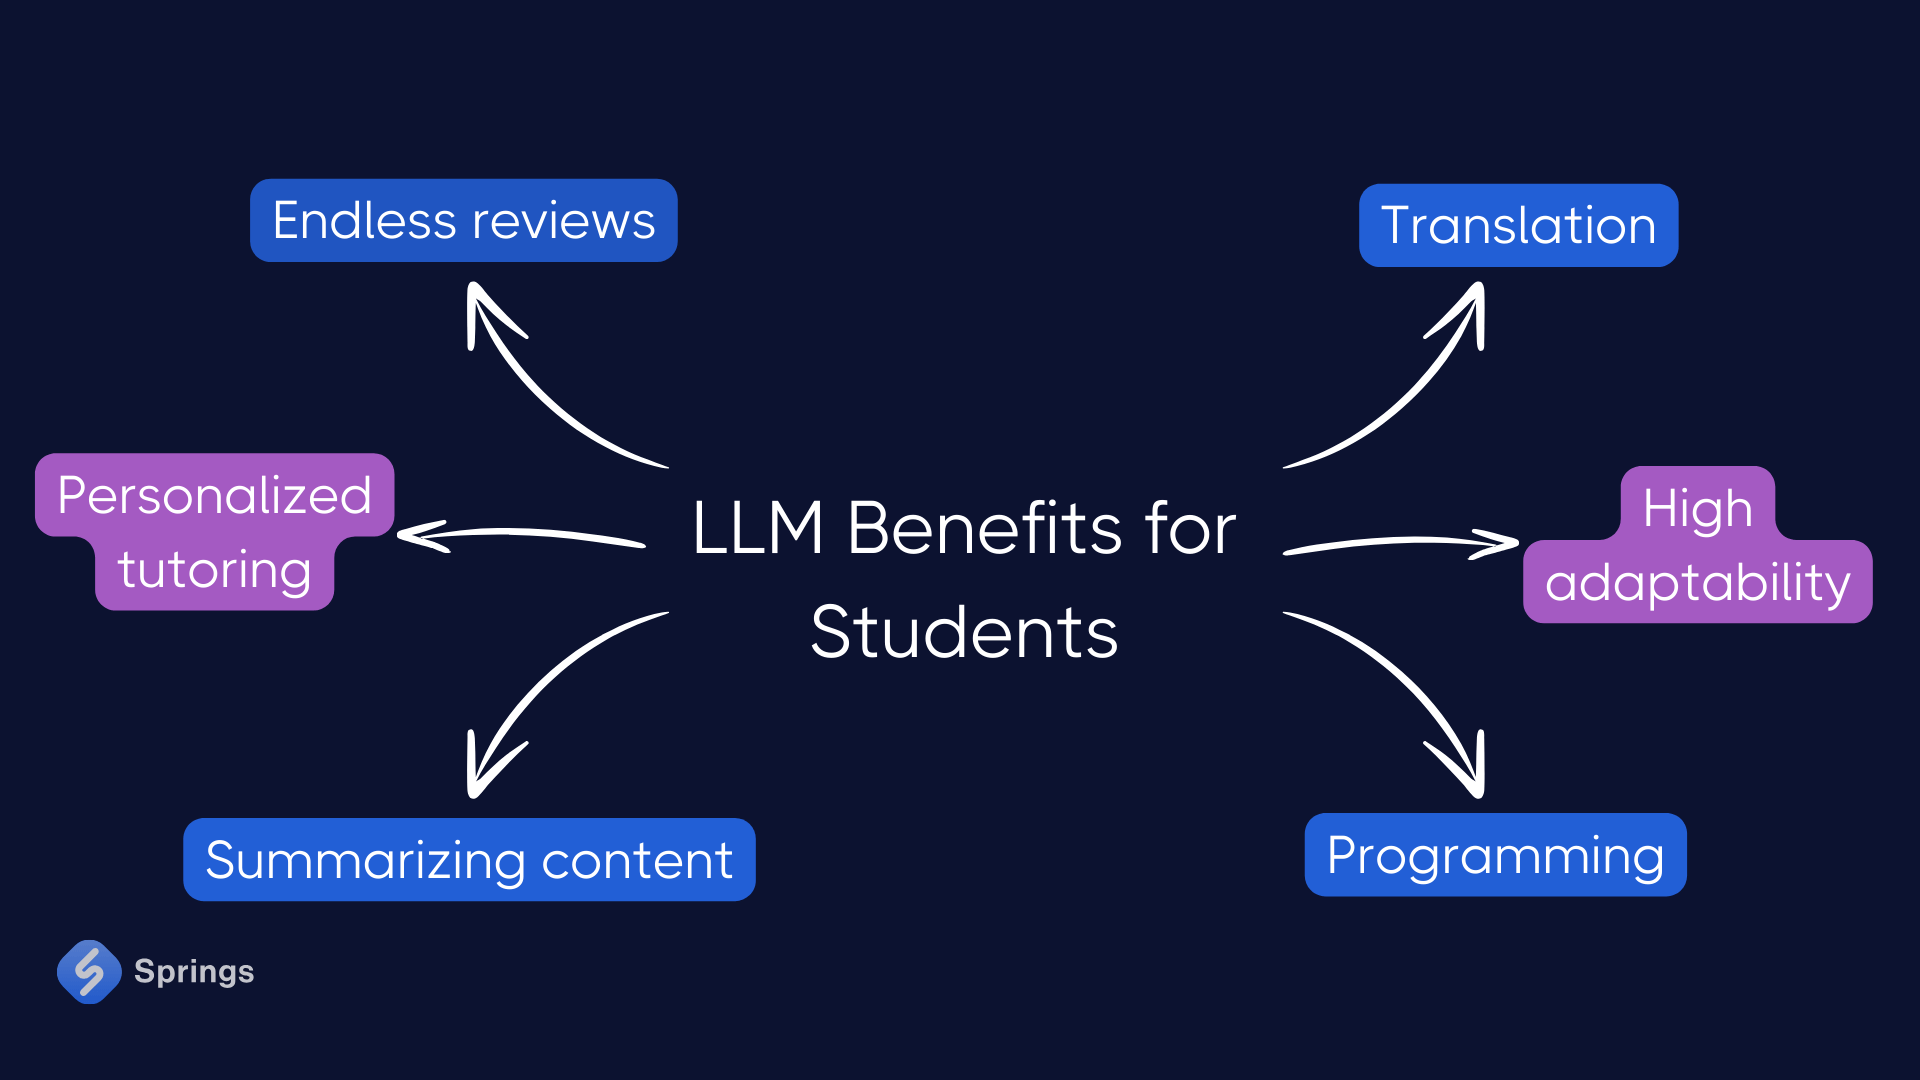 Endless reviews
Translation
Personalized
tutoring
LLM Benefits for
Students
High
adaptability
Summarizing content
Programming
Springs